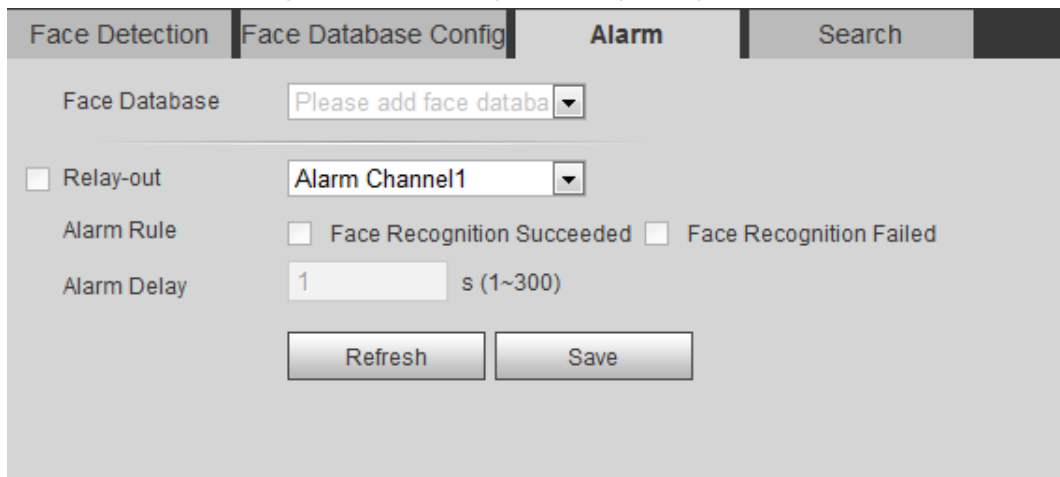 Face Detection Face Database Config Alarm Search
Face Database Please add face databa
Relay-out Alarm Channel1
Alarm Rule Face Recognition Succeeded Face Recognition Failed
Alarm Delay 1 s (1~300)
Refresh Save